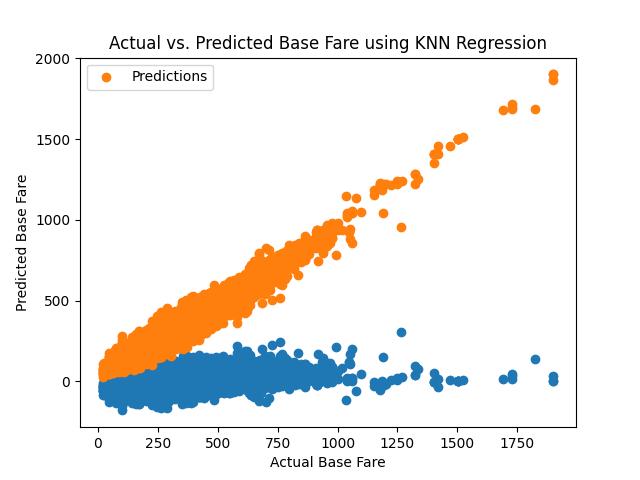 Actual vs. Predicted Base Fare using KNN Regression
2000
Predictions
1500
1000
500
0
Predicted Base Fare
0 250 500 750 1000 1250 1500 1750
Actual Base Fare